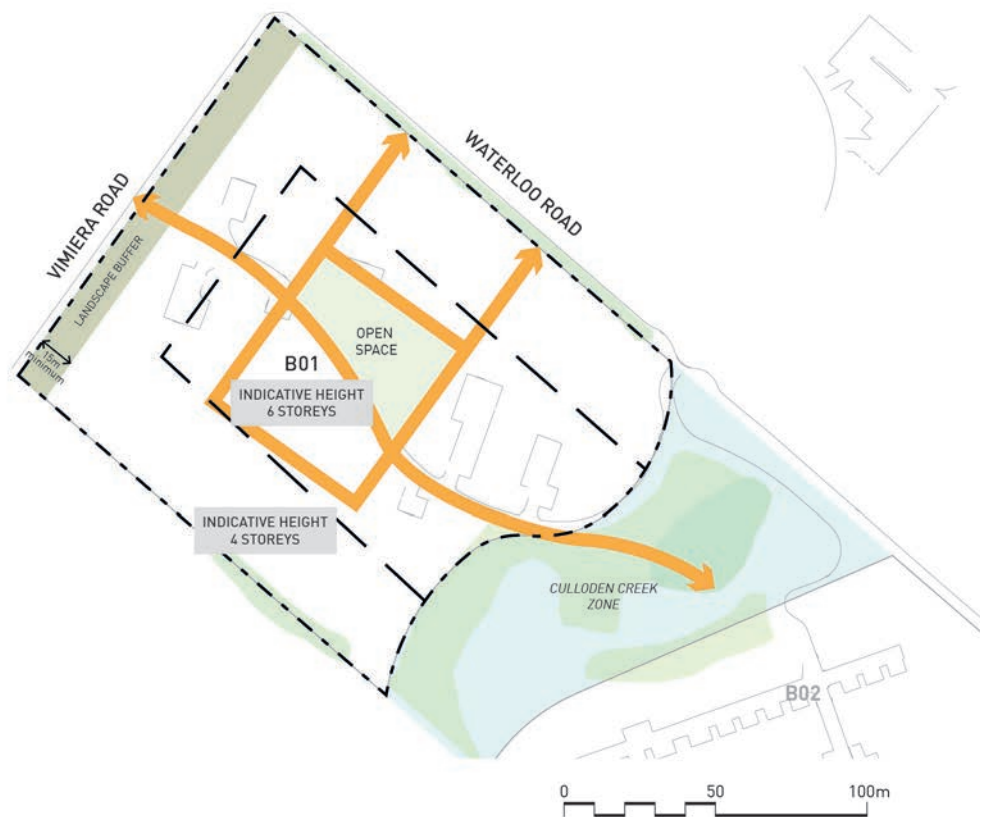 VIMIERA ROAD
WATERLOO ROAD
LANDSCAPE BUFFER
15m
minimum
OPEN
SPACE
B01
INDICATIVE HEIGHT
6 STOREYS
INDICATIVE HEIGHT
4 STOREYS
CULLODEN CREEK
ZONE
B02
0 50 100m